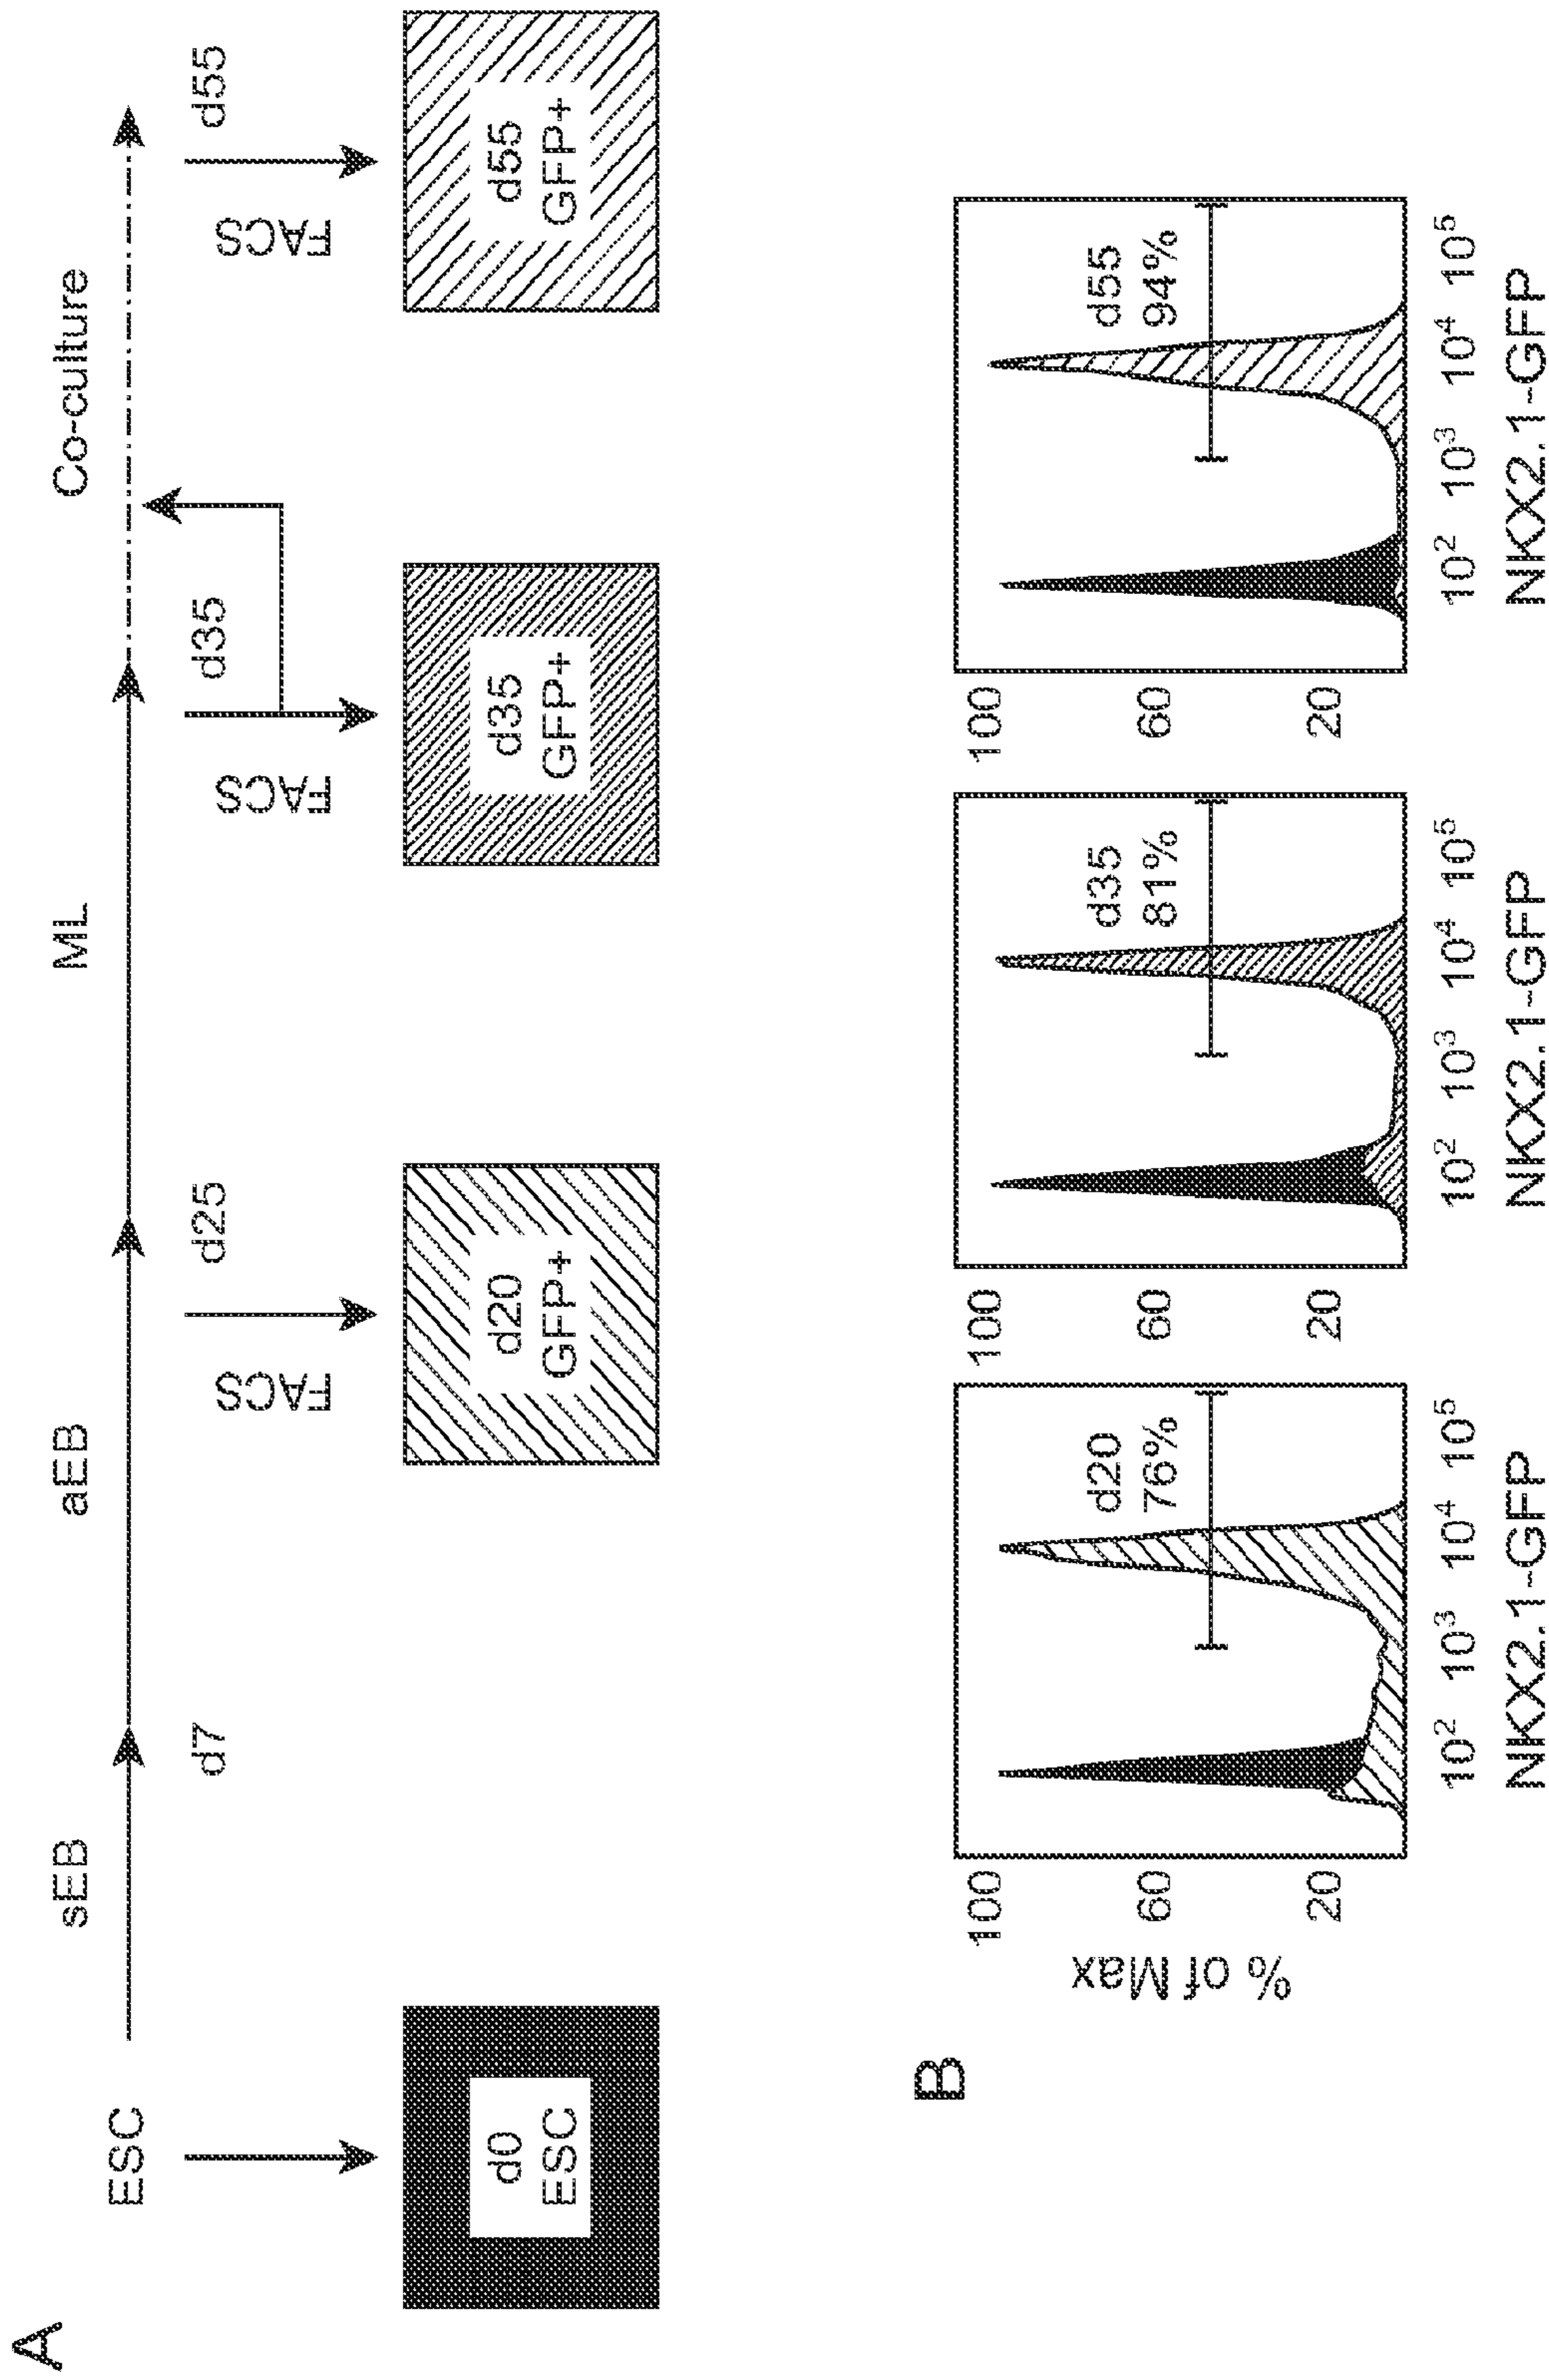 A
sEB
aEB
ML
Co-culture
ESC
d7
d25
d35
d55
FACS
FACS
FACS
d0
ESC
d20
GFP+
d35
GFP+
d55
GFP+
B
% of Max
100
60
20
d20
76%
10² 10³ 10⁴ 10⁵
NKX2.1-GFP
100
60
20
d35
81%
10² 10³ 10⁴ 10⁵
NKX2.1-GFP
100
60
20
d55
94%
10² 10³ 10⁴ 10⁵
NKX2.1-GFP